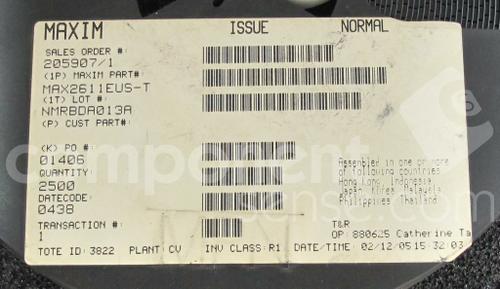 MAXIM ISSUE NORMAL
SALES ORDER #:
205907/1
(1P) MAXIM PART#:
MAX2611EUS-T
(1T) LOT #:
NMRBDA013A
(P) CUST PART#:
(K) PO #:
01406
QUANTITY:
2500
DATECODE:
0438
TRANSACTION #:
1
Assembled in one or more
of following countries
Hong Kong, Indonesia
Japan, Korea, Malaysia
Philippines, Thailand
T&R
OP: 880625 Catherine Ta
TOTE ID: 3822 PLANT: CV INV CLASS: R1 DATE/TIME: 02/12/05 15:32:03
component
sense.com